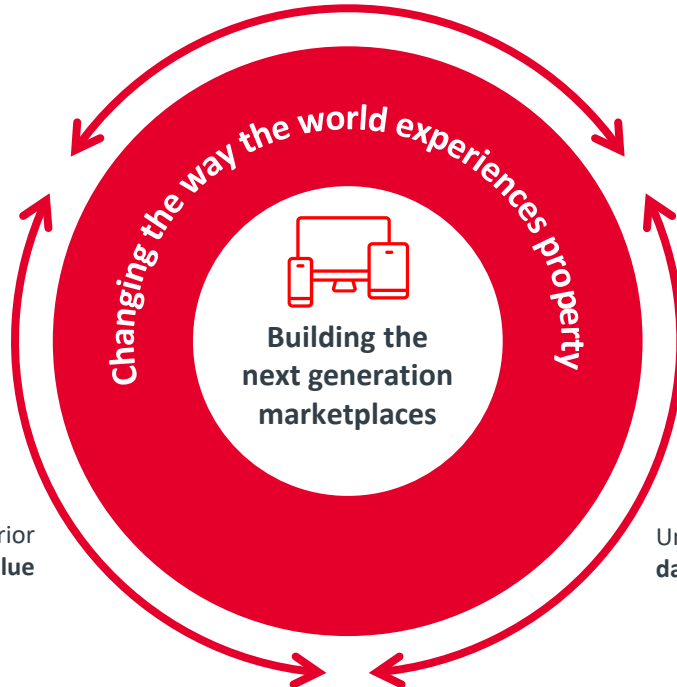 Changing the way the world experiences property
Building the
next generation
marketplaces